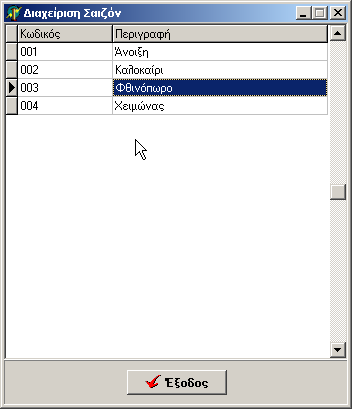 Διαχείριση Σαιζόν
Κωδικός Περιγραφή
001 Άνοιξη
002 Καλοκαίρι
003 Φθινόπωρο
004 Χειμώνας
Έξοδος